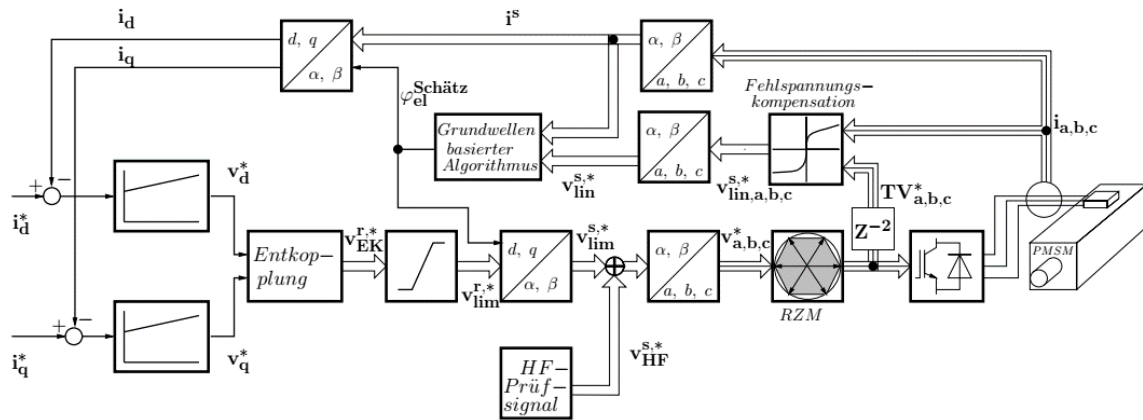 i_d
i^s
i_q
d, q
α, β
α, β
a, b, c
φ_el^Schätz
Fehlspannungs-
kompensation
i_a,b,c
Grundwellen
basierter
Algorithmus
α, β
a, b, c
v_lin^s,*
v_lin,a,b,c^s,*
TV_a,b,c^*
Z^-2
+
−
i_d^*
v_d^*
Entkop-
plung
v_EK^r,*
v_lim^r,*
d, q
α, β
v_lim^s,*
α, β
a, b, c
v_a,b,c^*
RZM
PMSM
+
−
i_q^*
v_q^*
HF-
Prüf-
signal
v_HF^s,*